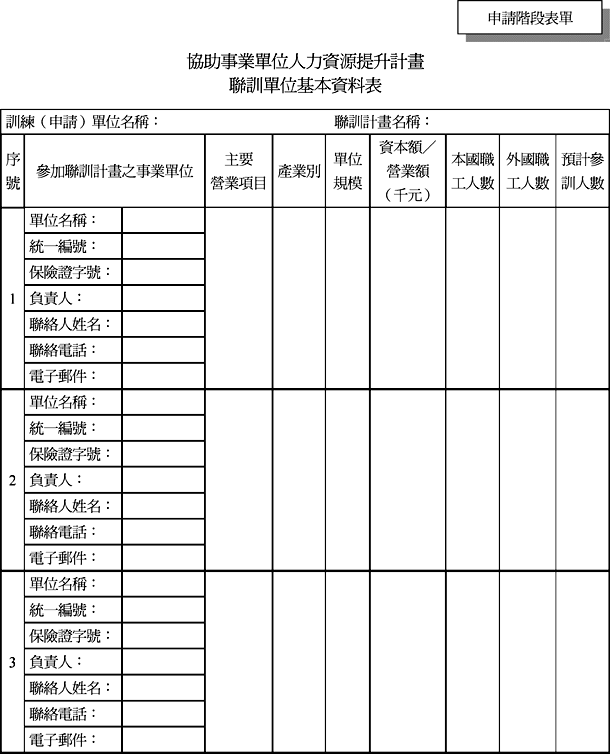 申請階段表單
協助事業單位人力資源提升計畫
聯訓單位基本資料表
訓練（申請）單位名稱： 聯訓計畫名稱：
序號 參加聯訓計畫之事業單位 主要營業項目 產業別 單位規模 資本額／營業額（千元） 本國職工人數 外國職工人數 預計參訓人數
1
單位名稱：
統一編號：
保險證字號：
負責人：
聯絡人姓名：
聯絡電話：
電子郵件：
2
單位名稱：
統一編號：
保險證字號：
負責人：
聯絡人姓名：
聯絡電話：
電子郵件：
3
單位名稱：
統一編號：
保險證字號：
負責人：
聯絡人姓名：
聯絡電話：
電子郵件：